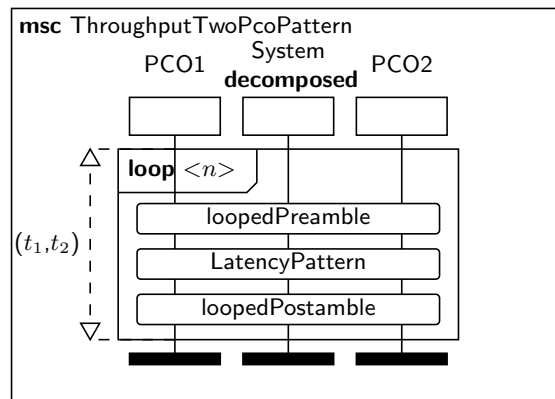 msc ThroughputTwoPcoPattern
System
PCO1 decomposed PCO2
loop <n>
loopedPreamble
(t₁,t₂)
LatencyPattern
loopedPostamble